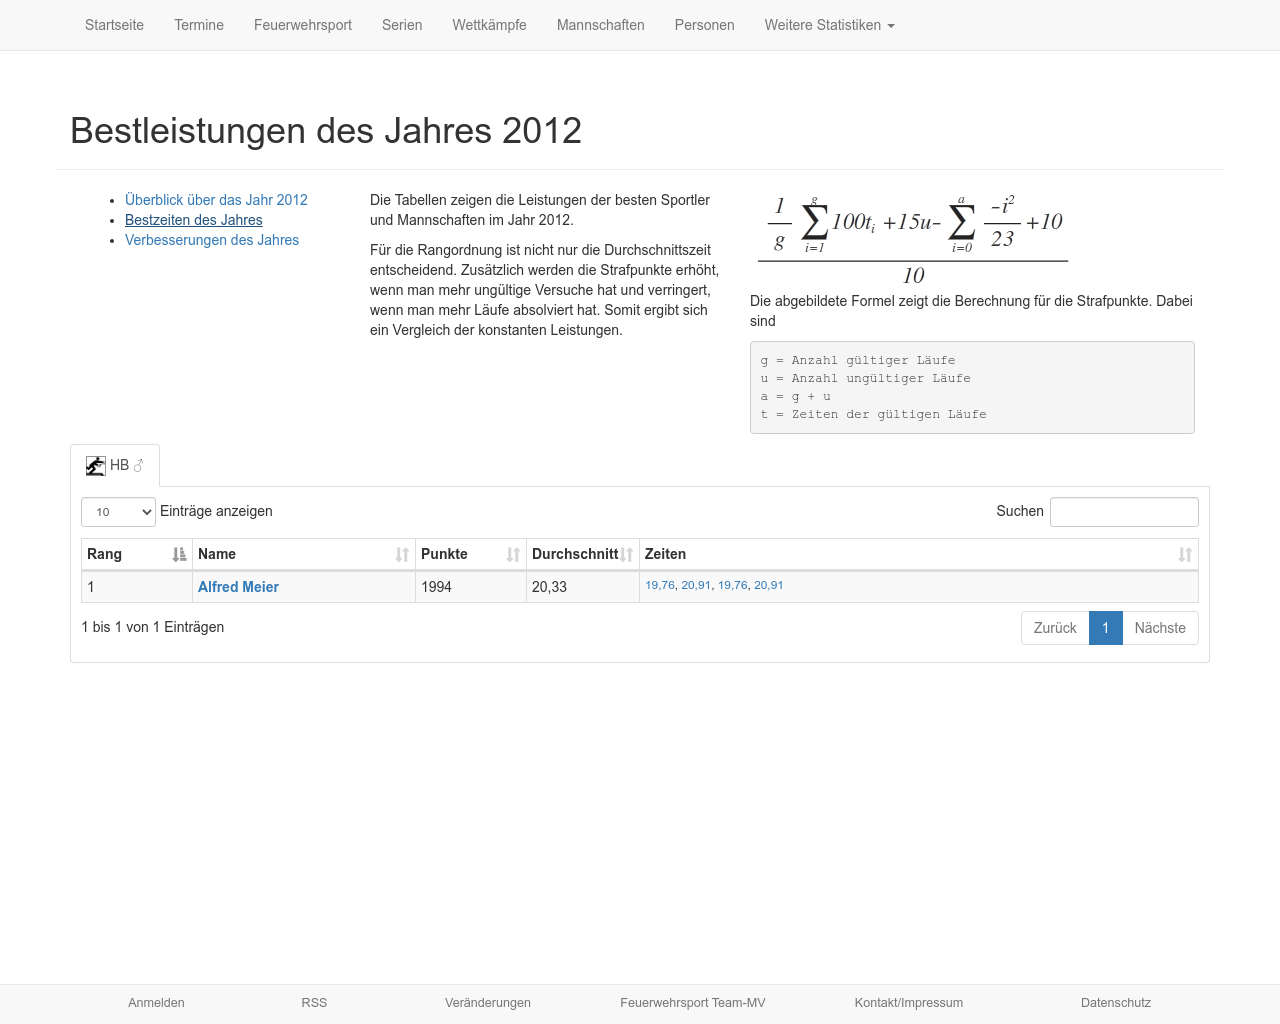 Startseite Termine Feuerwehrsport Serien Wettkämpfe Mannschaften Personen Weitere Statistiken
Bestleistungen des Jahres 2012
Überblick über das Jahr 2012
Bestzeiten des Jahres
Verbesserungen des Jahres
Die Tabellen zeigen die Leistungen der besten Sportler
und Mannschaften im Jahr 2012.
Für die Rangordnung ist nicht nur die Durchschnittszeit
entscheidend. Zusätzlich werden die Strafpunkte erhöht,
wenn man mehr ungültige Versuche hat und verringert,
wenn man mehr Läufe absolviert hat. Somit ergibt sich
ein Vergleich der konstanten Leistungen.
1 g a -i²
— ∑ 100tᵢ +15u- ∑ — +10
g i=1 i=0 23
10
Die abgebildete Formel zeigt die Berechnung für die Strafpunkte. Dabei
sind
g = Anzahl gültiger Läufe
u = Anzahl ungültiger Läufe
a = g + u
t = Zeiten der gültigen Läufe
HB ♂
10 Einträge anzeigen Suchen
Rang Name Punkte Durchschnitt Zeiten
1 Alfred Meier 1994 20,33 19,76, 20,91, 19,76, 20,91
1 bis 1 von 1 Einträgen Zurück 1 Nächste
Anmelden RSS Veränderungen Feuerwehrsport Team-MV Kontakt/Impressum Datenschutz